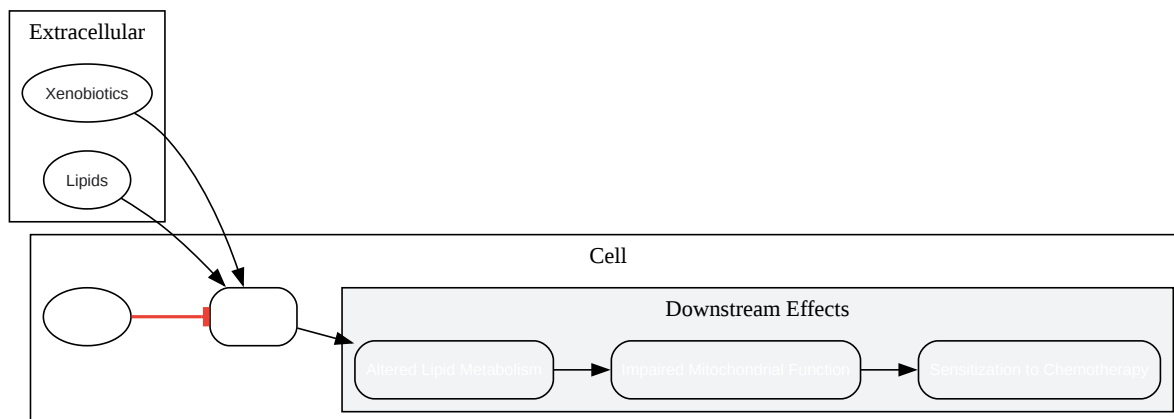 Extracellular
Xenobiotics
Lipids
Cell
Downstream Effects
Altered Lipid Metabolism
Impaired Mitochondrial Function
Sensitization to Chemotherapy